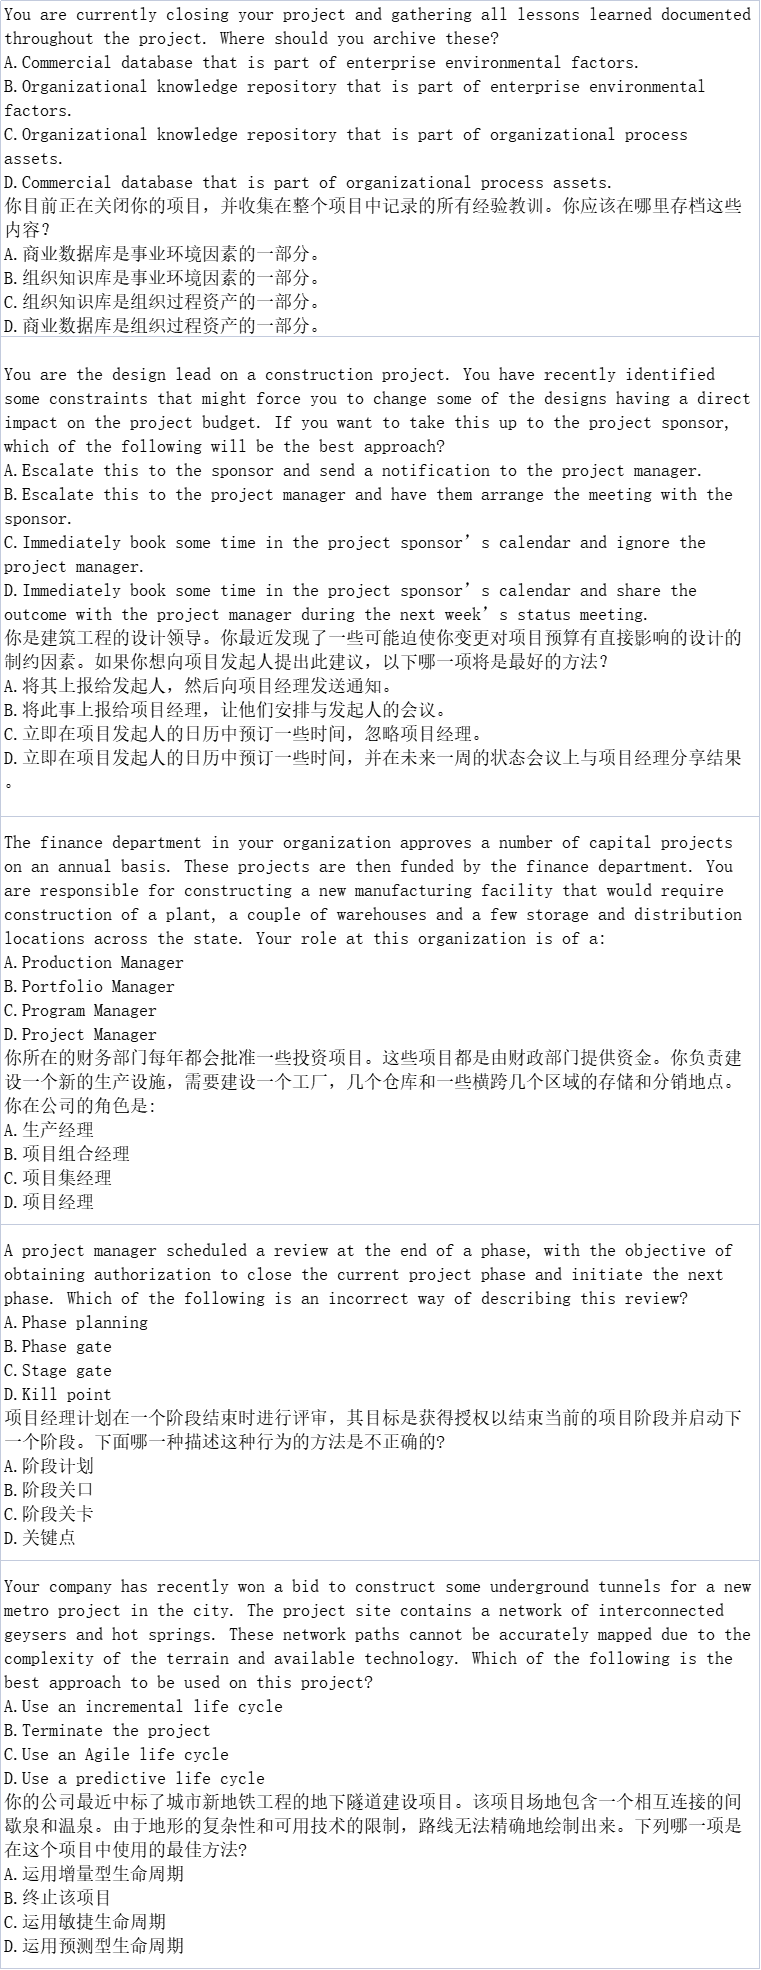 You are currently closing your project and gathering all lessons learned documented
throughout the project. Where should you archive these?
A.Commercial database that is part of enterprise environmental factors.
B.Organizational knowledge repository that is part of enterprise environmental
factors.
C.Organizational knowledge repository that is part of organizational process
assets.
D.Commercial database that is part of organizational process assets.
你目前正在关闭你的项目，并收集在整个项目中记录的所有经验教训。你应该在哪里存档这些
内容？
A.商业数据库是事业环境因素的一部分。
B.组织知识库是事业环境因素的一部分。
C.组织知识库是组织过程资产的一部分。
D.商业数据库是组织过程资产的一部分。
You are the design lead on a construction project. You have recently identified
some constraints that might force you to change some of the designs having a direct
impact on the project budget. If you want to take this up to the project sponsor,
which of the following will be the best approach?
A.Escalate this to the sponsor and send a notification to the project manager.
B.Escalate this to the project manager and have them arrange the meeting with the
sponsor.
C.Immediately book some time in the project sponsor’s calendar and ignore the
project manager.
D.Immediately book some time in the project sponsor’s calendar and share the
outcome with the project manager during the next week’s status meeting.
你是建筑工程的设计领导。你最近发现了一些可能迫使你变更对项目预算有直接影响的设计的
制约因素。如果你想向项目发起人提出此建议，以下哪一项将是最好的方法？
A.将其上报给发起人，然后向项目经理发送通知。
B.将此事上报给项目经理，让他们安排与发起人的会议。
C.立即在项目发起人的日历中预订一些时间，忽略项目经理。
D.立即在项目发起人的日历中预订一些时间，并在未来一周的状态会议上与项目经理分享结果
。
The finance department in your organization approves a number of capital projects
on an annual basis. These projects are then funded by the finance department. You
are responsible for constructing a new manufacturing facility that would require
construction of a plant, a couple of warehouses and a few storage and distribution
locations across the state. Your role at this organization is of a:
A.Production Manager
B.Portfolio Manager
C.Program Manager
D.Project Manager
你所在的财务部门每年都会批准一些投资项目。这些项目都是由财政部门提供资金。你负责建
设一个新的生产设施，需要建设一个工厂，几个仓库和一些横跨几个区域的存储和分销地点。
你在公司的角色是:
A.生产经理
B.项目组合经理
C.项目集经理
D.项目经理
A project manager scheduled a review at the end of a phase, with the objective of
obtaining authorization to close the current project phase and initiate the next
phase. Which of the following is an incorrect way of describing this review?
A.Phase planning
B.Phase gate
C.Stage gate
D.Kill point
项目经理计划在一个阶段结束时进行评审，其目标是获得授权以结束当前的项目阶段并启动下
一个阶段。下面哪一种描述这种行为的方法是不正确的?
A.阶段计划
B.阶段关口
C.阶段关卡
D.关键点
Your company has recently won a bid to construct some underground tunnels for a new
metro project in the city. The project site contains a network of interconnected
geysers and hot springs. These network paths cannot be accurately mapped due to the
complexity of the terrain and available technology. Which of the following is the
best approach to be used on this project?
A.Use an incremental life cycle
B.Terminate the project
C.Use an Agile life cycle
D.Use a predictive life cycle
你的公司最近中标了城市新地铁工程的地下隧道建设项目。该项目场地包含一个相互连接的间
歇泉和温泉。由于地形的复杂性和可用技术的限制，路线无法精确地绘制出来。下列哪一项是
在这个项目中使用的最佳方法?
A.运用增量型生命周期
B.终止该项目
C.运用敏捷生命周期
D.运用预测型生命周期